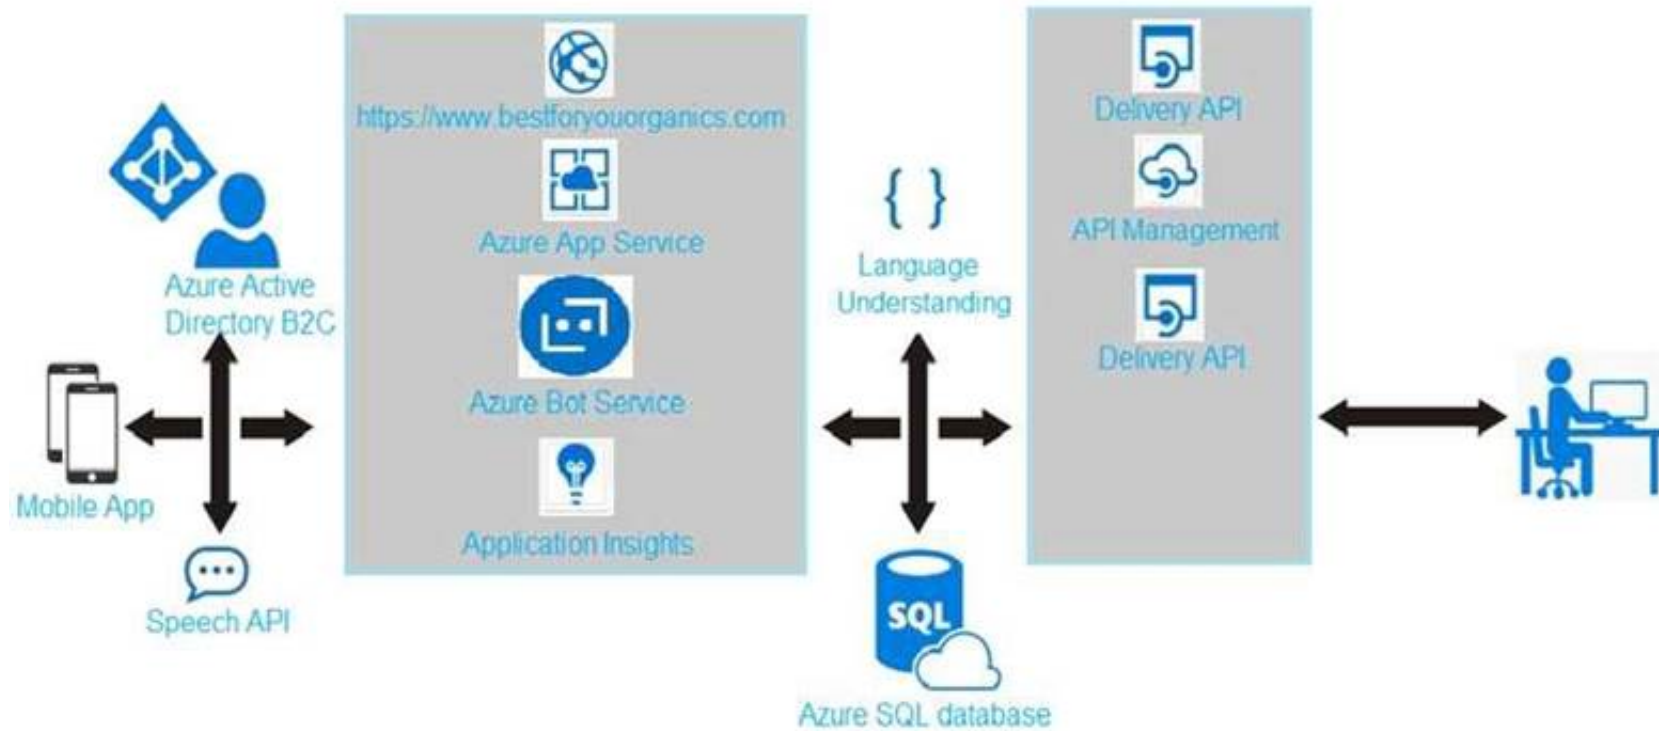 Azure Active
Directory B2C
Mobile App
Speech API
https://www.bestforyouorganics.com
Azure App Service
Azure Bot Service
Application Insights
{ }
Language
Understanding
SQL
Azure SQL database
Delivery API
API Management
Delivery API